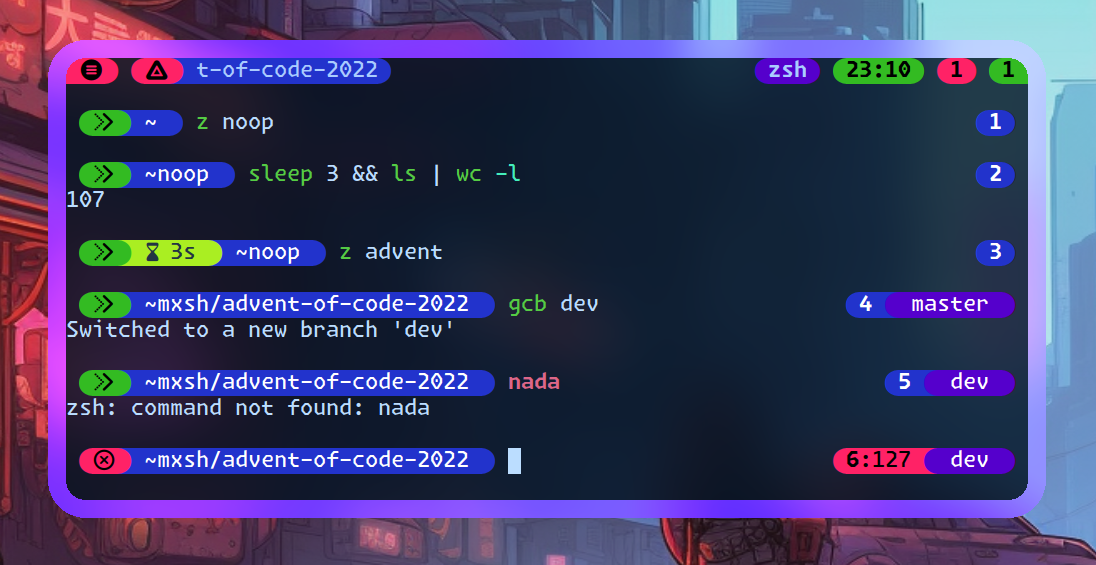 t-of-code-2022 zsh 23:10 1 1
~ z noop 1
~noop sleep 3 && ls | wc -l 2
107
3s ~noop z advent 3
~mxsh/advent-of-code-2022 gcb dev 4 master
Switched to a new branch 'dev'
~mxsh/advent-of-code-2022 nada 5 dev
zsh: command not found: nada
~mxsh/advent-of-code-2022 6:127 dev